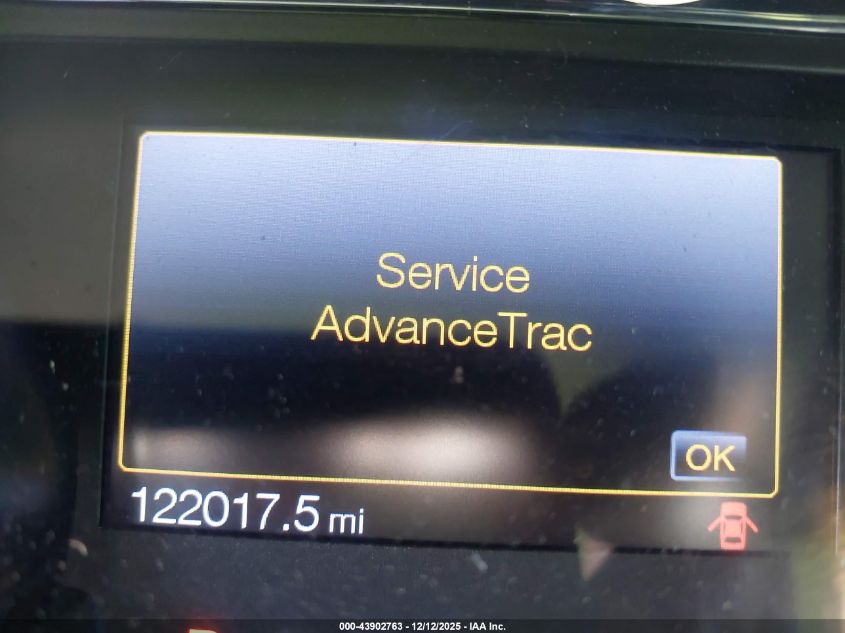 Service
AdvanceTrac
OK
122017.5 mi
000-43902763 - 12/12/2025 - IAA Inc.